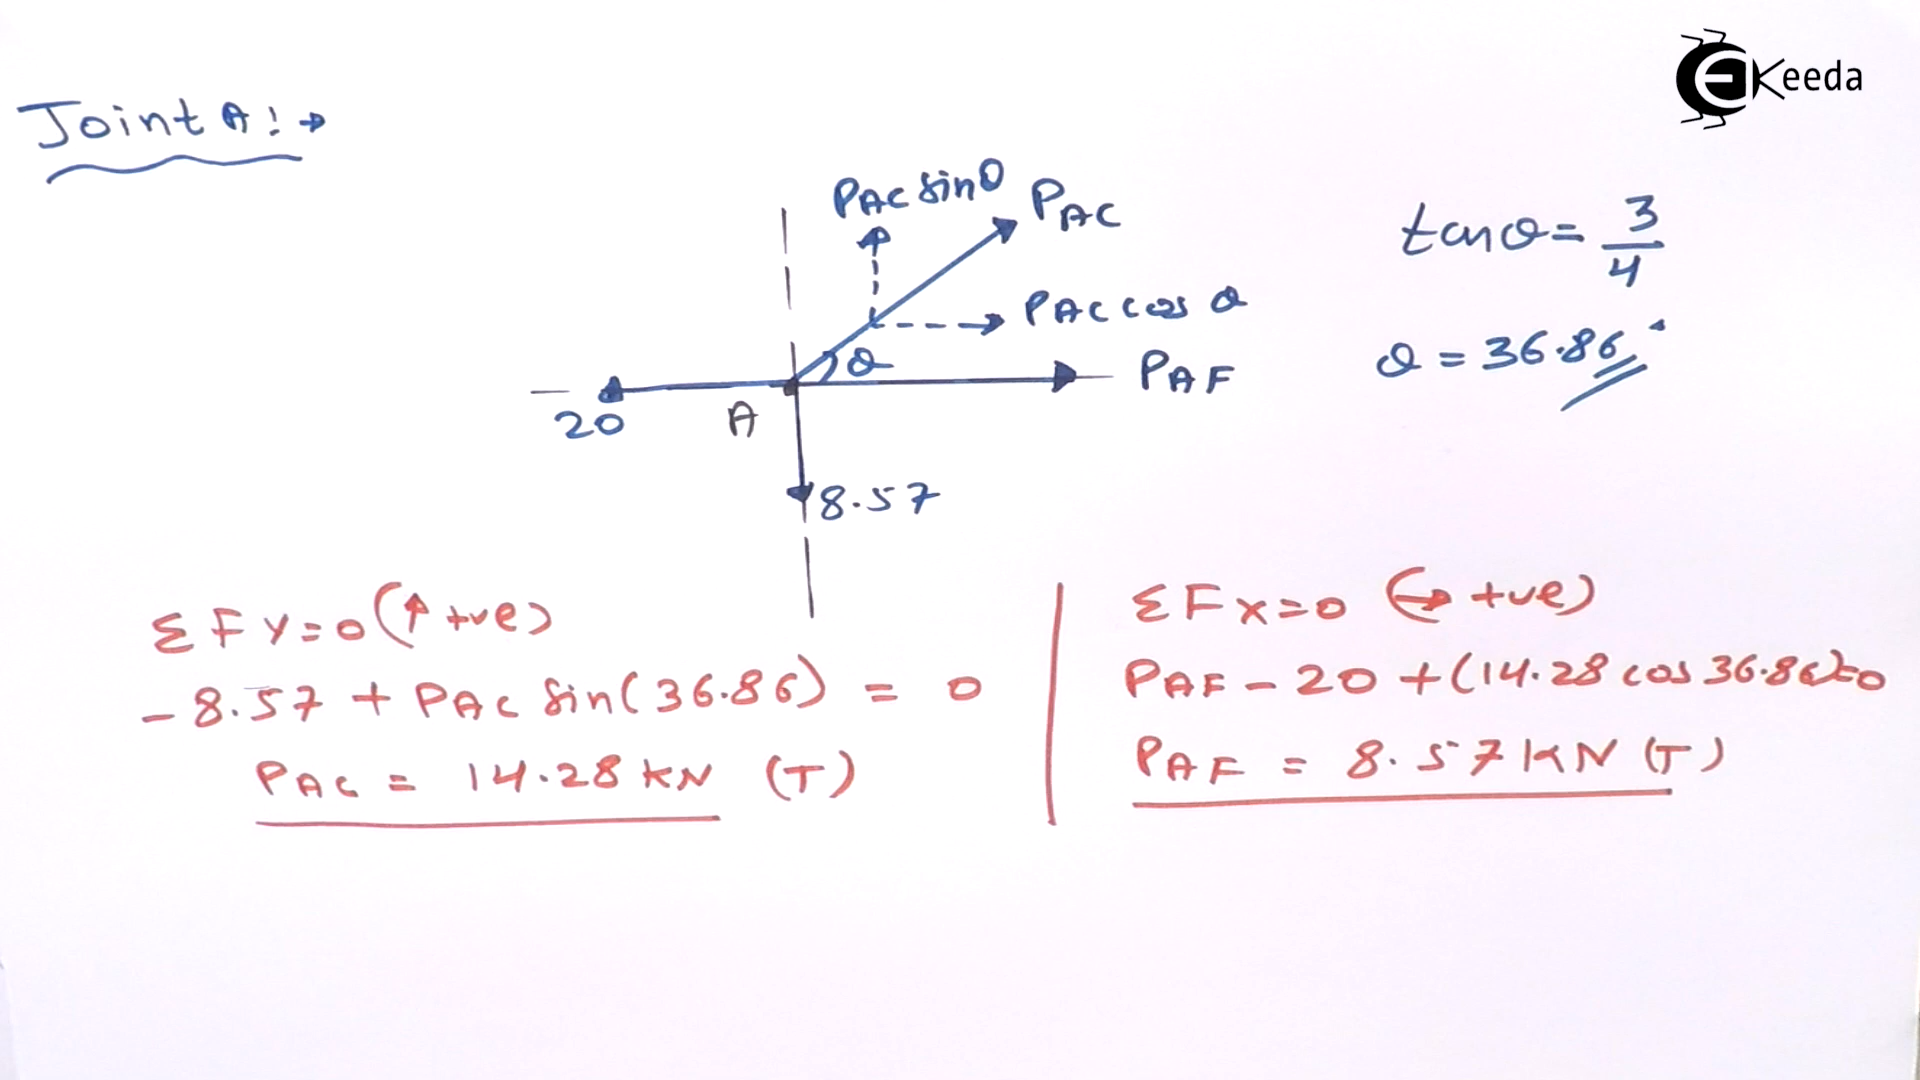 Joint A:→
EKeeda
PAC sinθ
PAC
tanθ = 3/4
PAC cos θ
θ = 36.86°
θ
PAF
20
A
8.57
ΣFY=0(↑+ve)
-8.57 + PAC sin(36.86) = 0
PAC = 14.28 KN (T)
ΣFX=0 (→+ve)
PAF - 20 + (14.28 cos 36.86)=0
PAF = 8.57 KN (T)